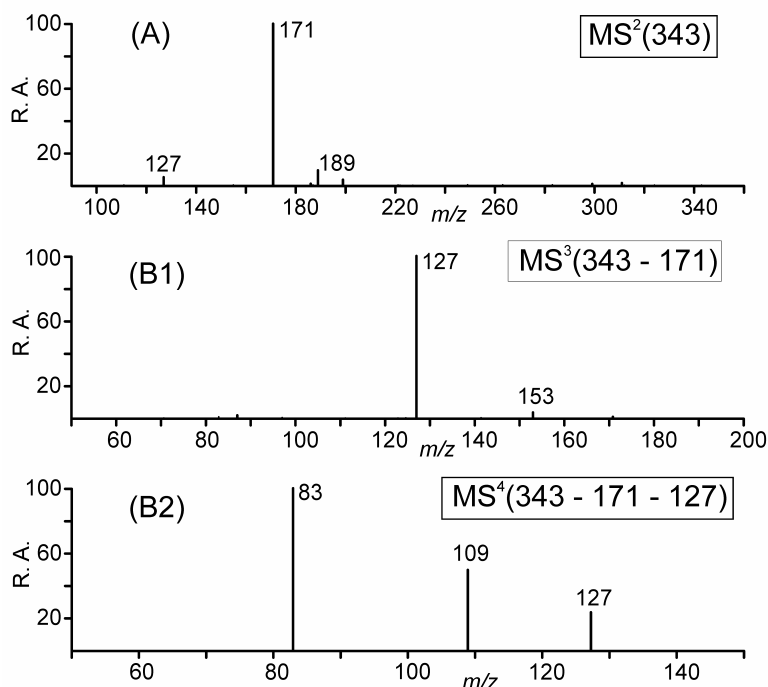 (A)
MS²(343)
R. A.
100
60
20
171
127
189
100 140 180 220 260 300 340
m/z
(B1)
MS³(343 - 171)
R. A.
100
60
20
127
153
60 80 100 120 140 160 180 200
m/z
(B2)
MS⁴(343 - 171 - 127)
R. A.
100
60
20
83
109
127
60 80 100 120 140
m/z